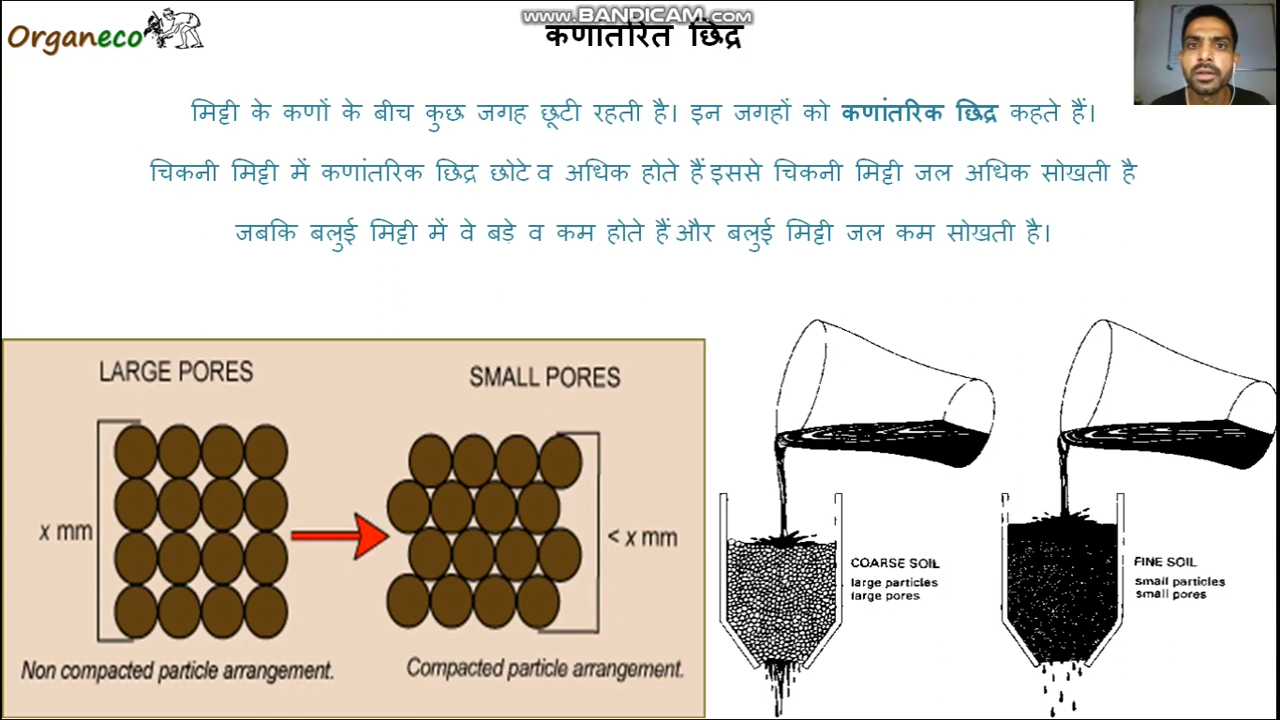 www.BANDICAM.com
Organeco
कणांतरित छिद्र
मिट्टी के कणों के बीच कुछ जगह छूटी रहती है। इन जगहों को कणांतरिक छिद्र कहते हैं।
चिकनी मिट्टी में कणांतरिक छिद्र छोटे व अधिक होते हैं इससे चिकनी मिट्टी जल अधिक सोखती है
जबकि बलुई मिट्टी में वे बड़े व कम होते हैं और बलुई मिट्टी जल कम सोखती है।
LARGE PORES
SMALL PORES
x mm
< x mm
Non compacted particle arrangement.
Compacted particle arrangement.
COARSE SOIL
large particles
large pores
FINE SOIL
small particles
small pores